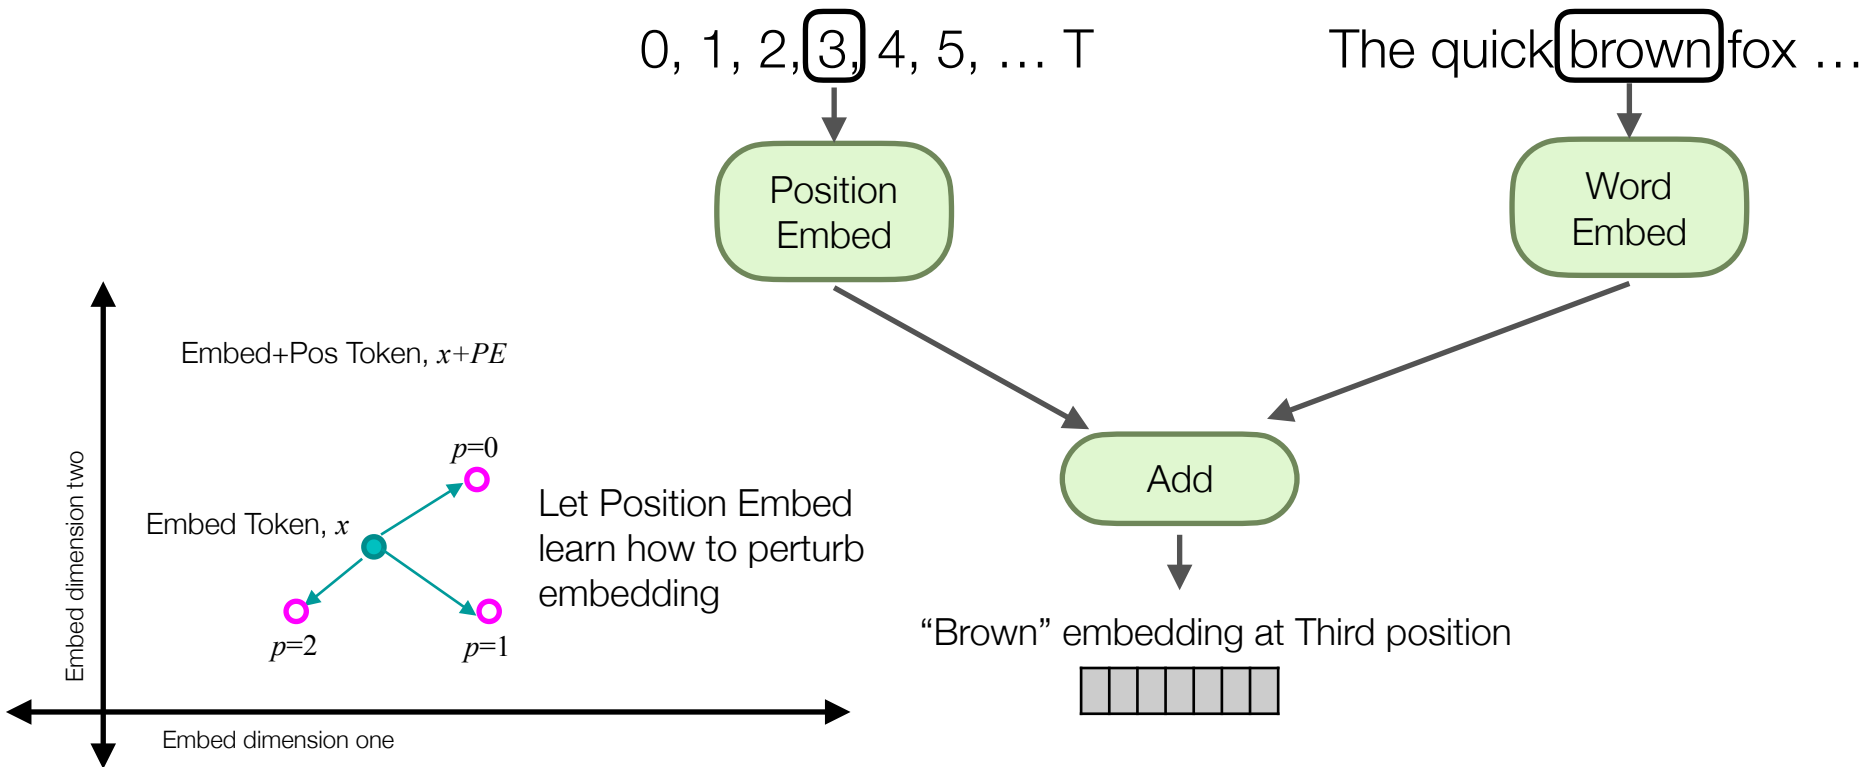 0, 1, 2, 3, 4, 5, … T
The quick brown fox …
Position
Embed
Word
Embed
Embed+Pos Token, x+PE
p=0
Embed Token, x
p=2
p=1
Embed dimension two
Embed dimension one
Let Position Embed
learn how to perturb
embedding
Add
“Brown” embedding at Third position